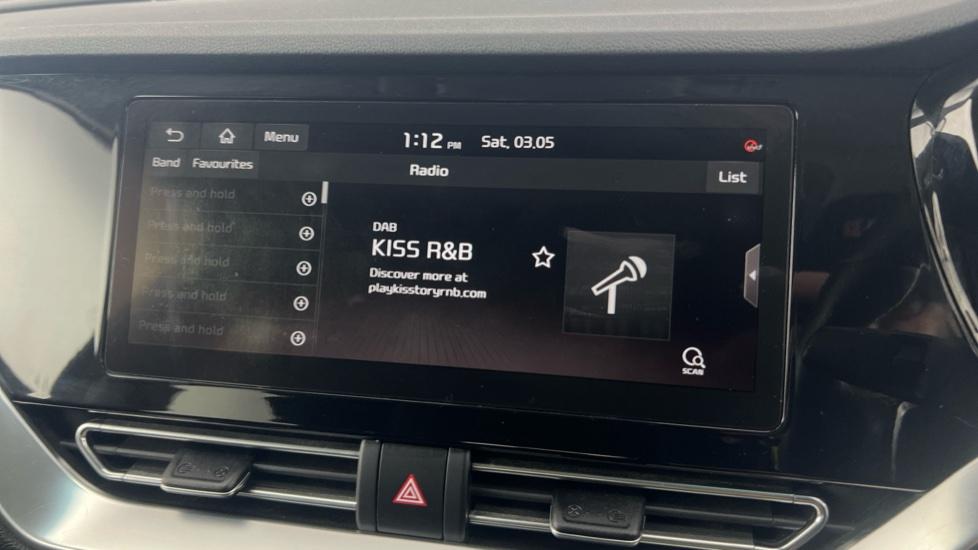 Menu
1:12 PM
Sat, 03.05
Band
Favourites
Radio
List
Press and hold
Press and hold
Press and hold
Press and hold
Press and hold
DAB
KISS R&B
Discover more at
playkisstoryrnb.com
SCAN